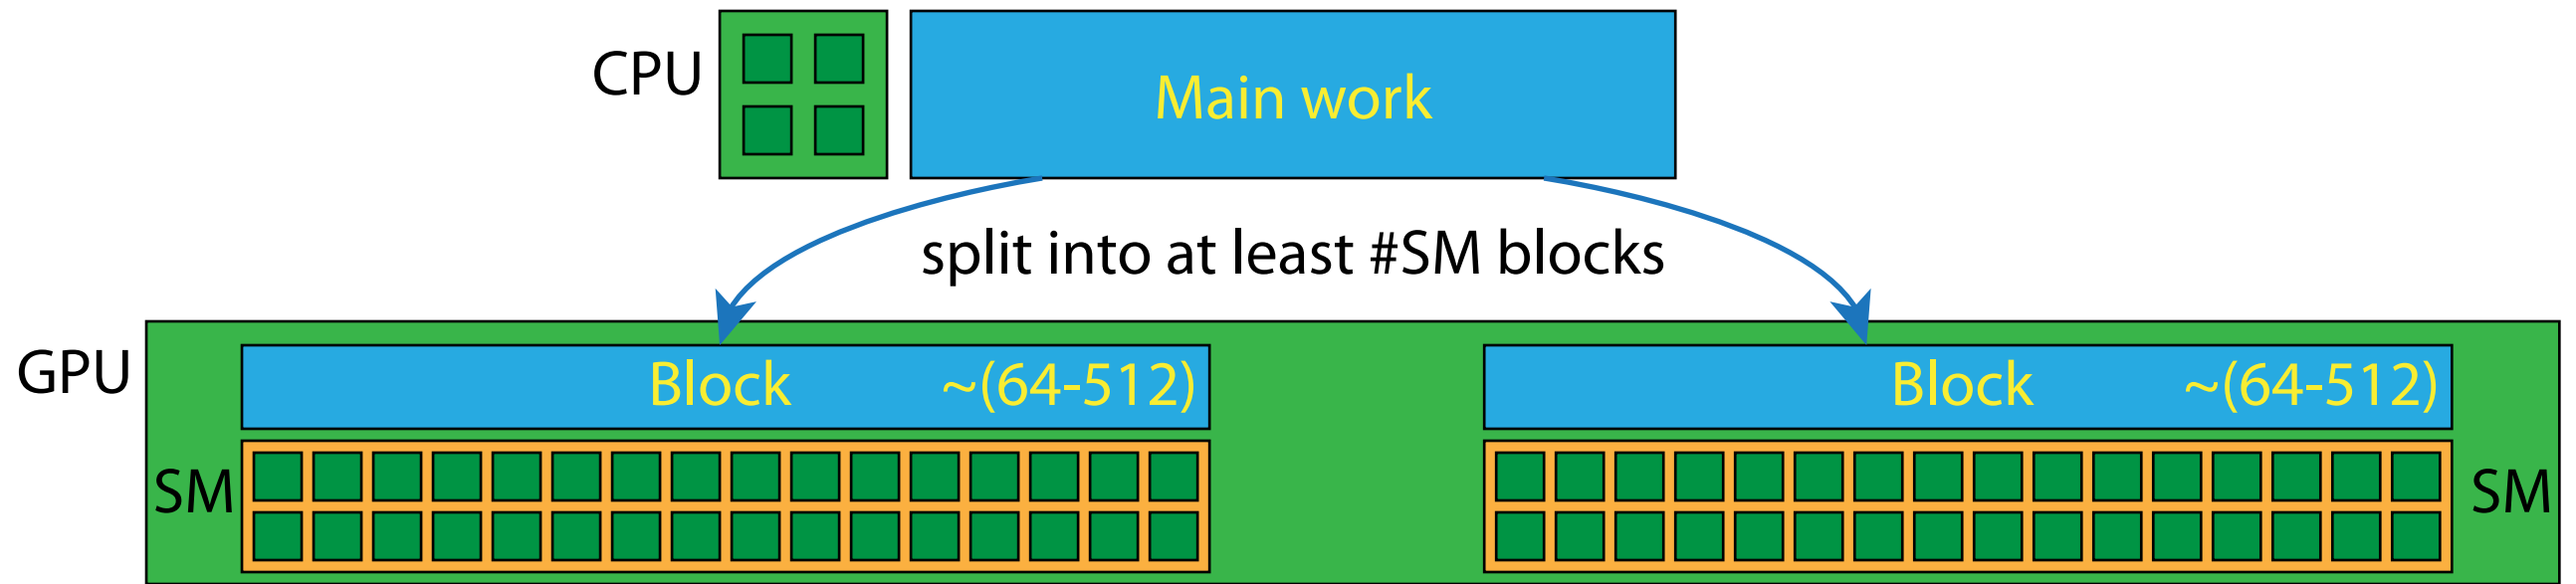 CPU
Main work
split into at least #SM blocks
GPU
Block ~(64-512)
Block ~(64-512)
SM
SM